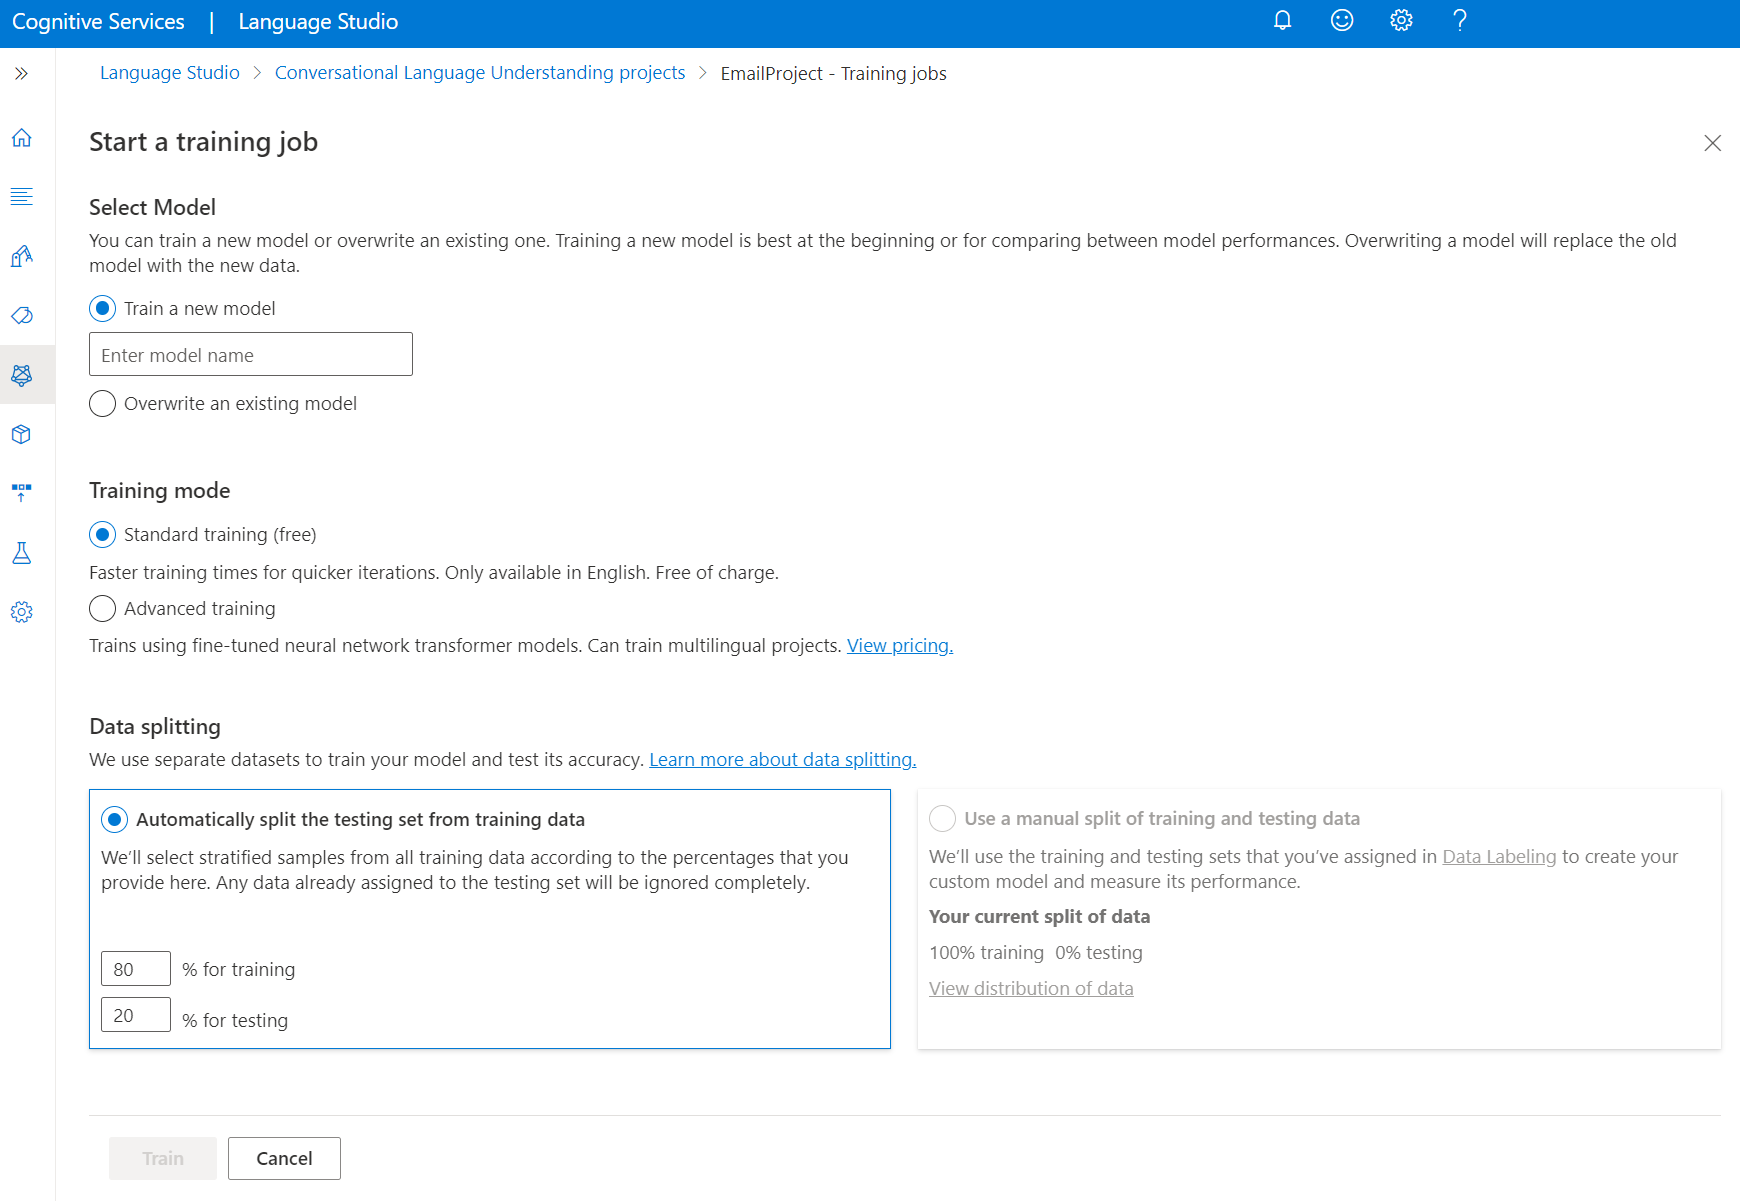 Cognitive Services | Language Studio
Language Studio > Conversational Language Understanding projects > EmailProject - Training jobs
Start a training job
Select Model
You can train a new model or overwrite an existing one. Training a new model is best at the beginning or for comparing between model performances. Overwriting a model will replace the old
model with the new data.
Train a new model
Enter model name
Overwrite an existing model
Training mode
Standard training (free)
Faster training times for quicker iterations. Only available in English. Free of charge.
Advanced training
Trains using fine-tuned neural network transformer models. Can train multilingual projects. View pricing.
Data splitting
We use separate datasets to train your model and test its accuracy. Learn more about data splitting.
Automatically split the testing set from training data
We'll select stratified samples from all training data according to the percentages that you
provide here. Any data already assigned to the testing set will be ignored completely.
80 % for training
20 % for testing
Use a manual split of training and testing data
We'll use the training and testing sets that you've assigned in Data Labeling to create your
custom model and measure its performance.
Your current split of data
100% training 0% testing
View distribution of data
Train Cancel